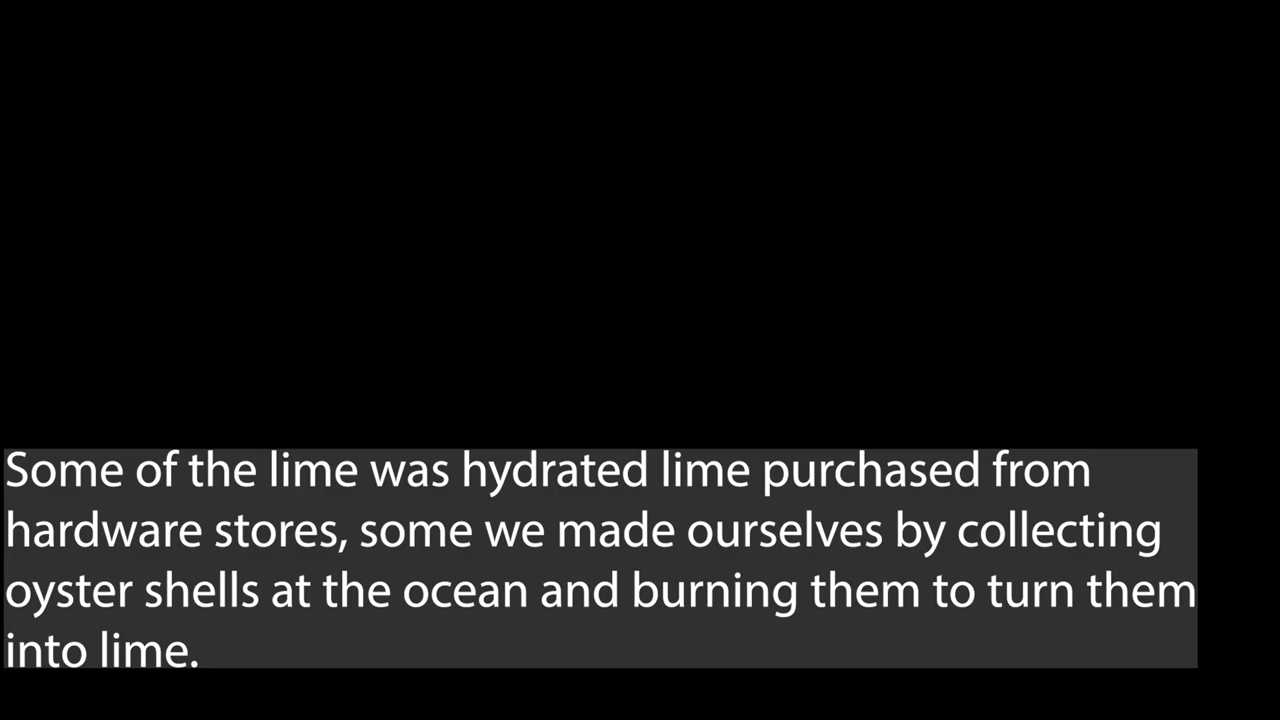 Some of the lime was hydrated lime purchased from
hardware stores, some we made ourselves by collecting
oyster shells at the ocean and burning them to turn them
into lime.